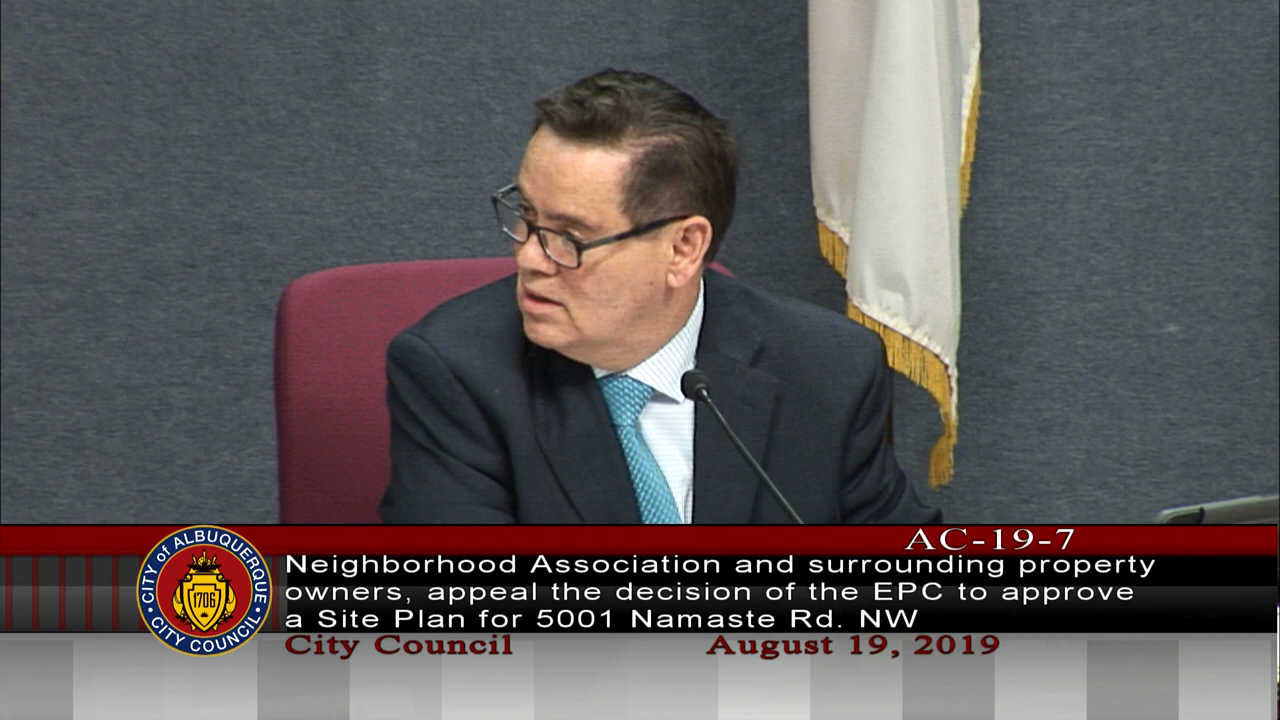 AC-19-7
Neighborhood Association and surrounding property
owners, appeal the decision of the EPC to approve
a Site Plan for 5001 Namaste Rd. NW
City Council
August 19, 2019
CITY of ALBUQUERQUE
1706
CITY COUNCIL